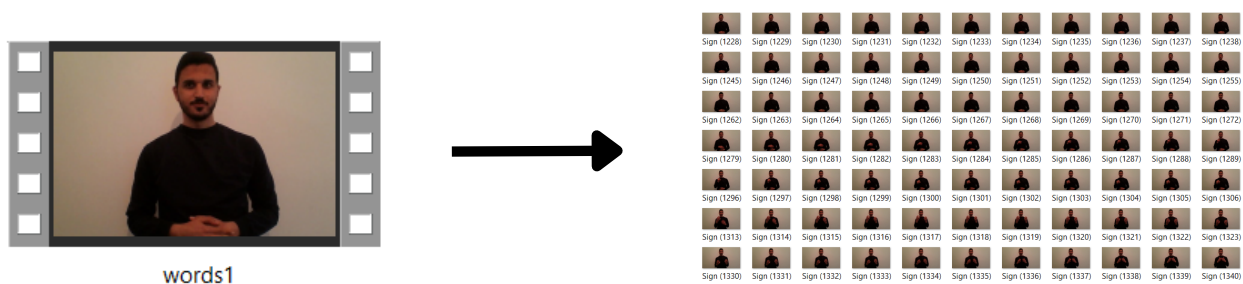 words1
Sign (1228) Sign (1229) Sign (1230) Sign (1231) Sign (1232) Sign (1233) Sign (1234) Sign (1235) Sign (1236) Sign (1237) Sign (1238)
Sign (1245) Sign (1246) Sign (1247) Sign (1248) Sign (1249) Sign (1250) Sign (1251) Sign (1252) Sign (1253) Sign (1254) Sign (1255)
Sign (1262) Sign (1263) Sign (1264) Sign (1265) Sign (1266) Sign (1267) Sign (1268) Sign (1269) Sign (1270) Sign (1271) Sign (1272)
Sign (1279) Sign (1280) Sign (1281) Sign (1282) Sign (1283) Sign (1284) Sign (1285) Sign (1286) Sign (1287) Sign (1288) Sign (1289)
Sign (1296) Sign (1297) Sign (1298) Sign (1299) Sign (1300) Sign (1301) Sign (1302) Sign (1303) Sign (1304) Sign (1305) Sign (1306)
Sign (1313) Sign (1314) Sign (1315) Sign (1316) Sign (1317) Sign (1318) Sign (1319) Sign (1320) Sign (1321) Sign (1322) Sign (1323)
Sign (1330) Sign (1331) Sign (1332) Sign (1333) Sign (1334) Sign (1335) Sign (1336) Sign (1337) Sign (1338) Sign (1339) Sign (1340)